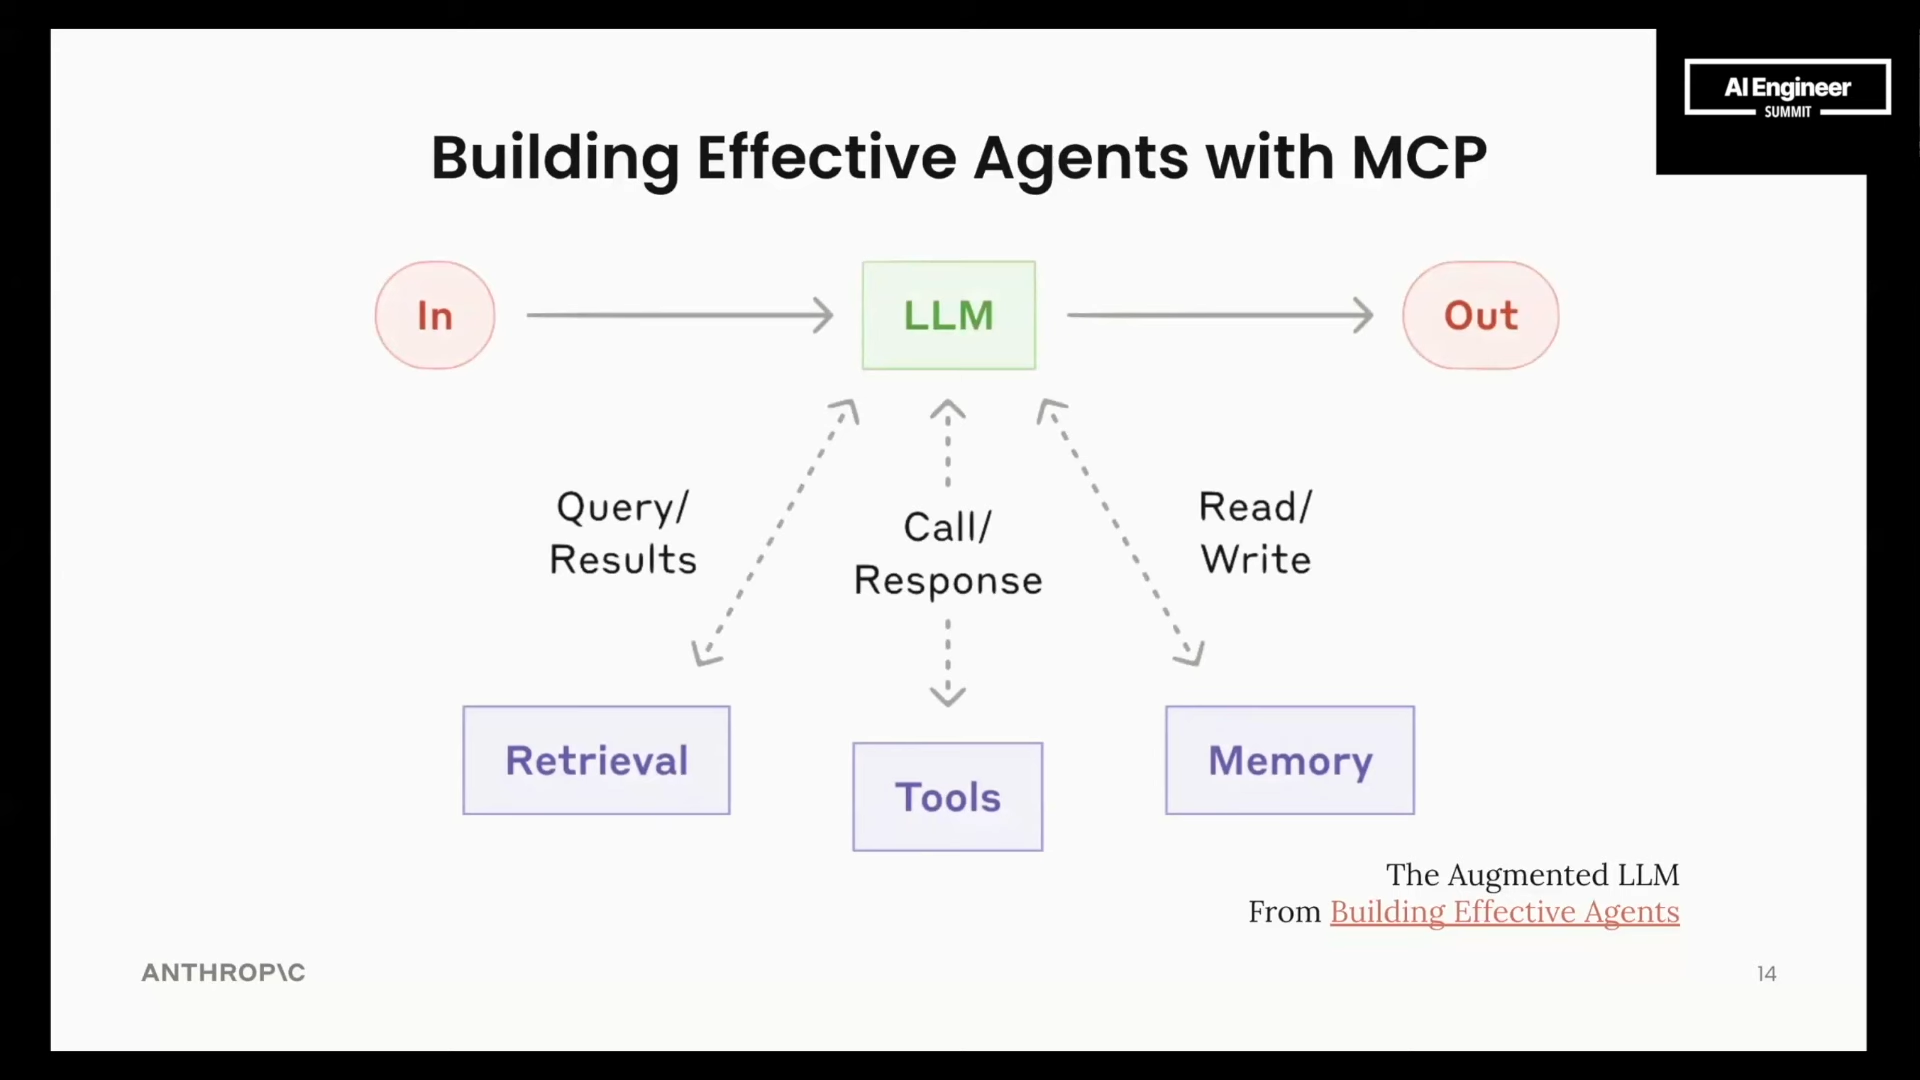 AI Engineer
SUMMIT
Building Effective Agents with MCP
In
LLM
Out
Query/
Results
Call/
Response
Read/
Write
Retrieval
Tools
Memory
The Augmented LLM
From Building Effective Agents
ANTHROP\C
14